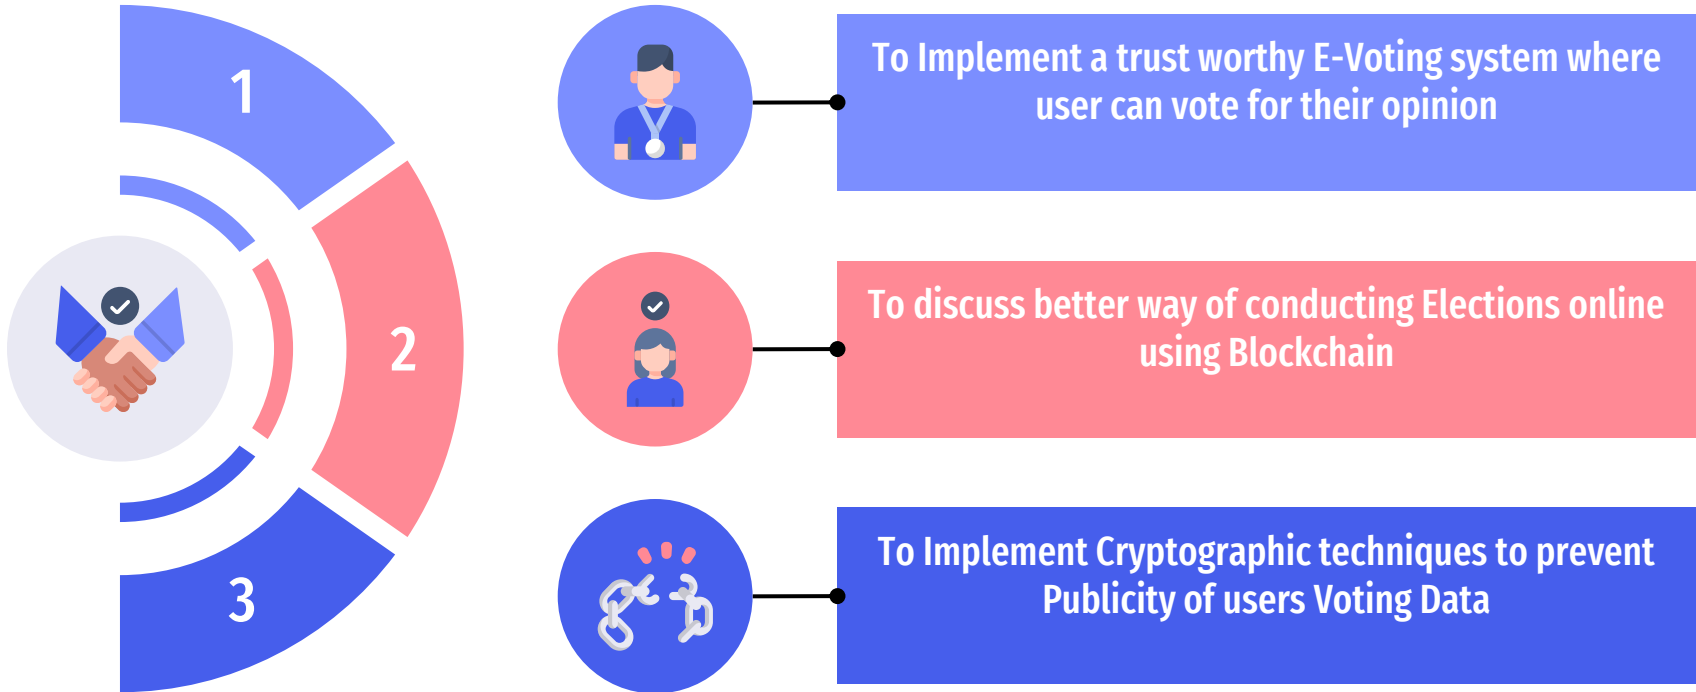 1
To Implement a trust worthy E-Voting system where
user can vote for their opinion
2
To discuss better way of conducting Elections online
using Blockchain
3
To Implement Cryptographic techniques to prevent
Publicity of users Voting Data